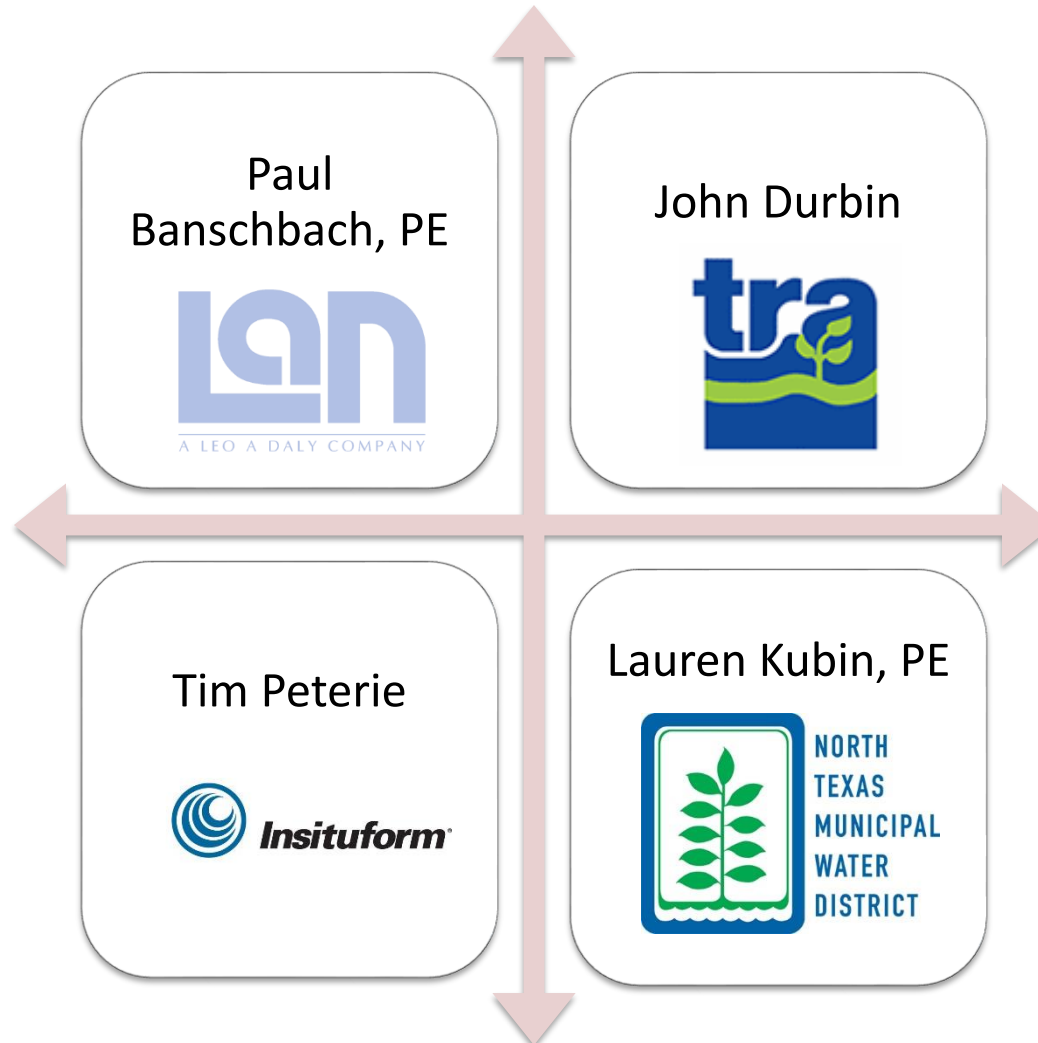 Paul
Banschbach, PE
Lan
A LEO A DALY COMPANY
John Durbin
tra
Tim Peterie
Insituform®
Lauren Kubin, PE
NORTH
TEXAS
MUNICIPAL
WATER
DISTRICT